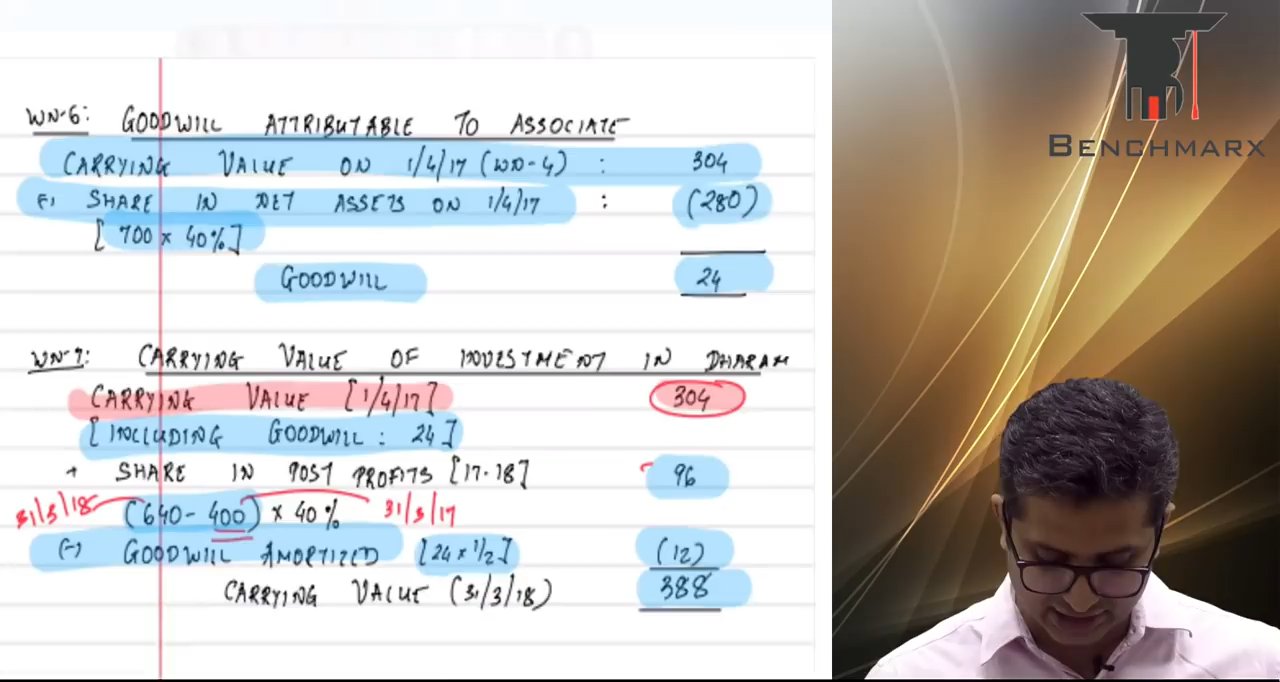 WN-6: GOODWILL ATTRIBUTABLE TO ASSOCIATE
CARRYING VALUE ON 1/4/17 (WN-4) : 304
(-) SHARE IN NET ASSETS ON 1/4/17 : (280)
[700 x 40%]
GOODWILL 24
WN-7: CARRYING VALUE OF INVESTMENT IN DHARAM
CARRYING VALUE [1/4/17] 304
[INCLUDING GOODWILL : 24]
+ SHARE IN POST PROFITS [17-18] 96
31/3/18 (640 - 400) x 40% 31/3/17
(-) GOODWILL AMORTIZED [24 x 1/2] (12)
CARRYING VALUE (31/3/18) 388
BENCHMARX